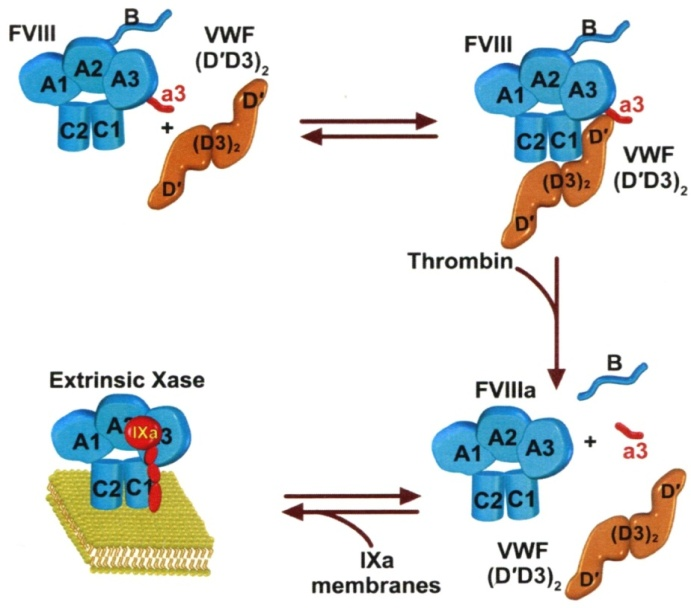 FVIII
B
VWF
(D′D3)2
A1
A2
A3
a3
C2
C1
+
D′
(D3)2
D′
FVIII
B
A1
A2
A3
a3
C2
C1
D′
(D3)2
D′
VWF
(D′D3)2
Thrombin
Extrinsic Xase
A1
A2
IXa
3
C2
C1
IXa
membranes
FVIIIa
B
A1
A2
A3
+
a3
C2
C1
VWF
(D′D3)2
D′
(D3)2
D′